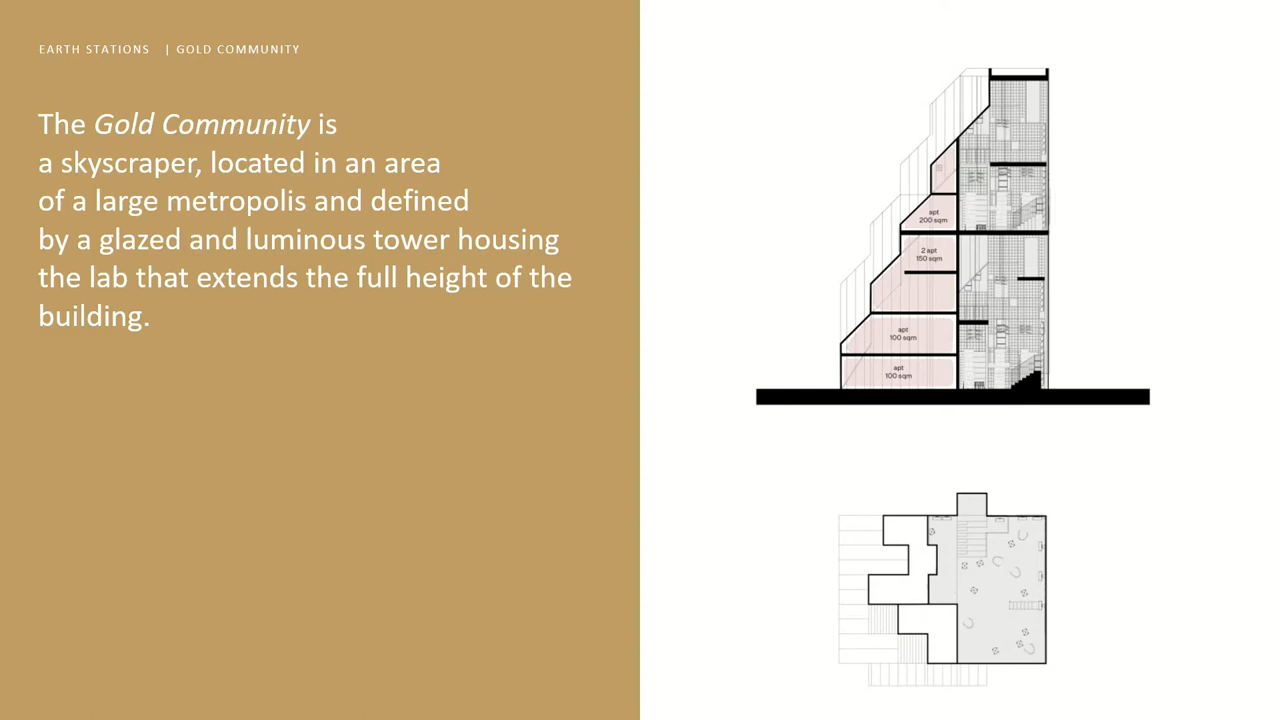 EARTH STATIONS | GOLD COMMUNITY
The Gold Community is
a skyscraper, located in an area
of a large metropolis and defined
by a glazed and luminous tower housing
the lab that extends the full height of the
building.
apt
200 sqm
2 apt
150 sqm
apt
100 sqm
apt
100 sqm